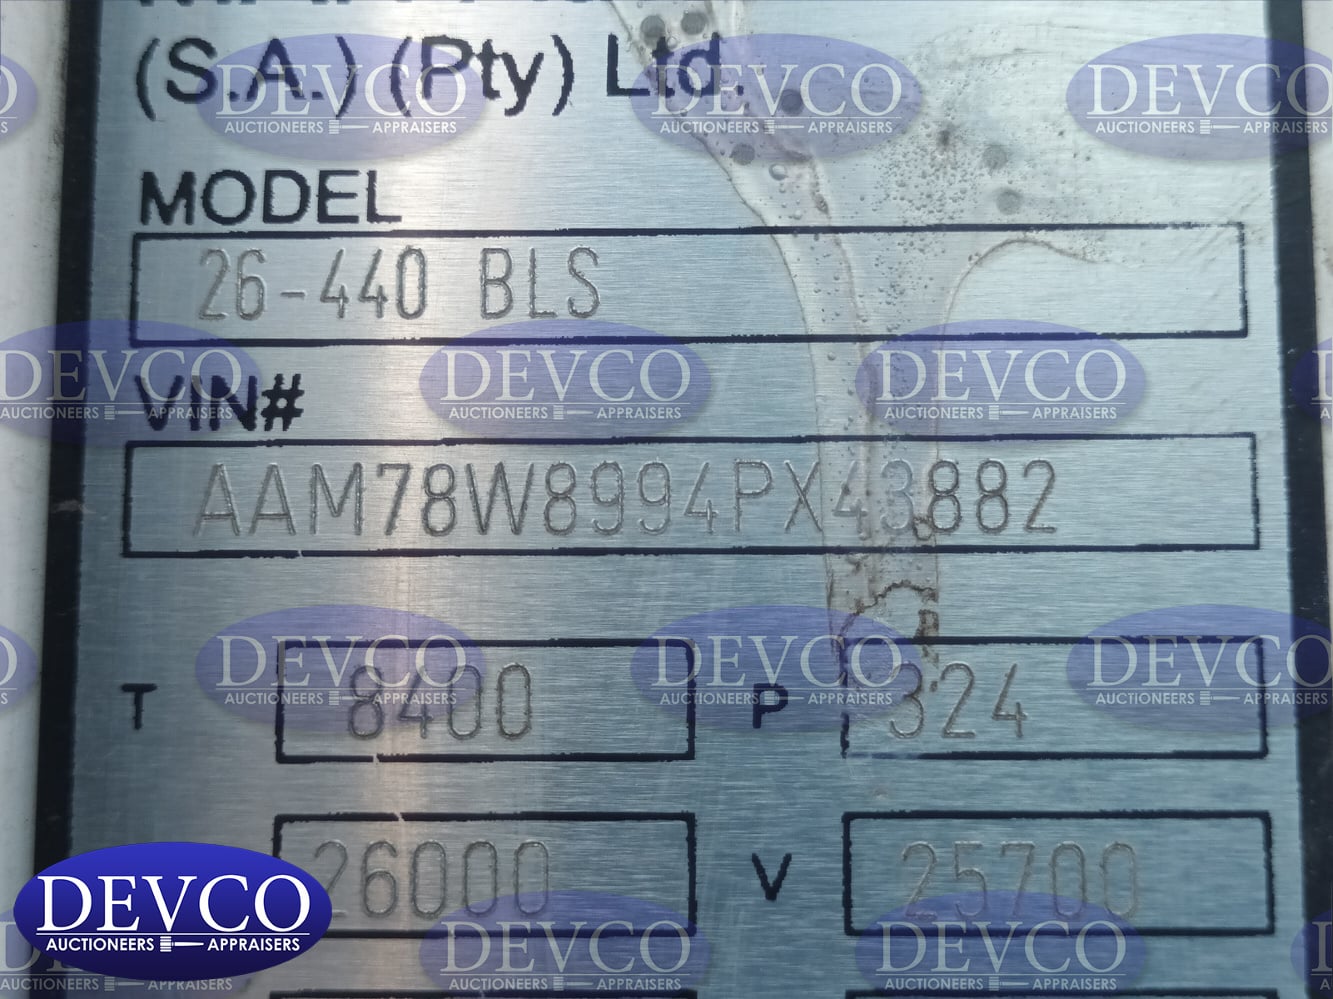 (S.A.) (Pty) Ltd.
MODEL
26-440 BLS
VIN#
AAM78W8994PX43882
T 8400 P 324
26000 V 25700
DEVCO
AUCTIONEERS APPRAISERS